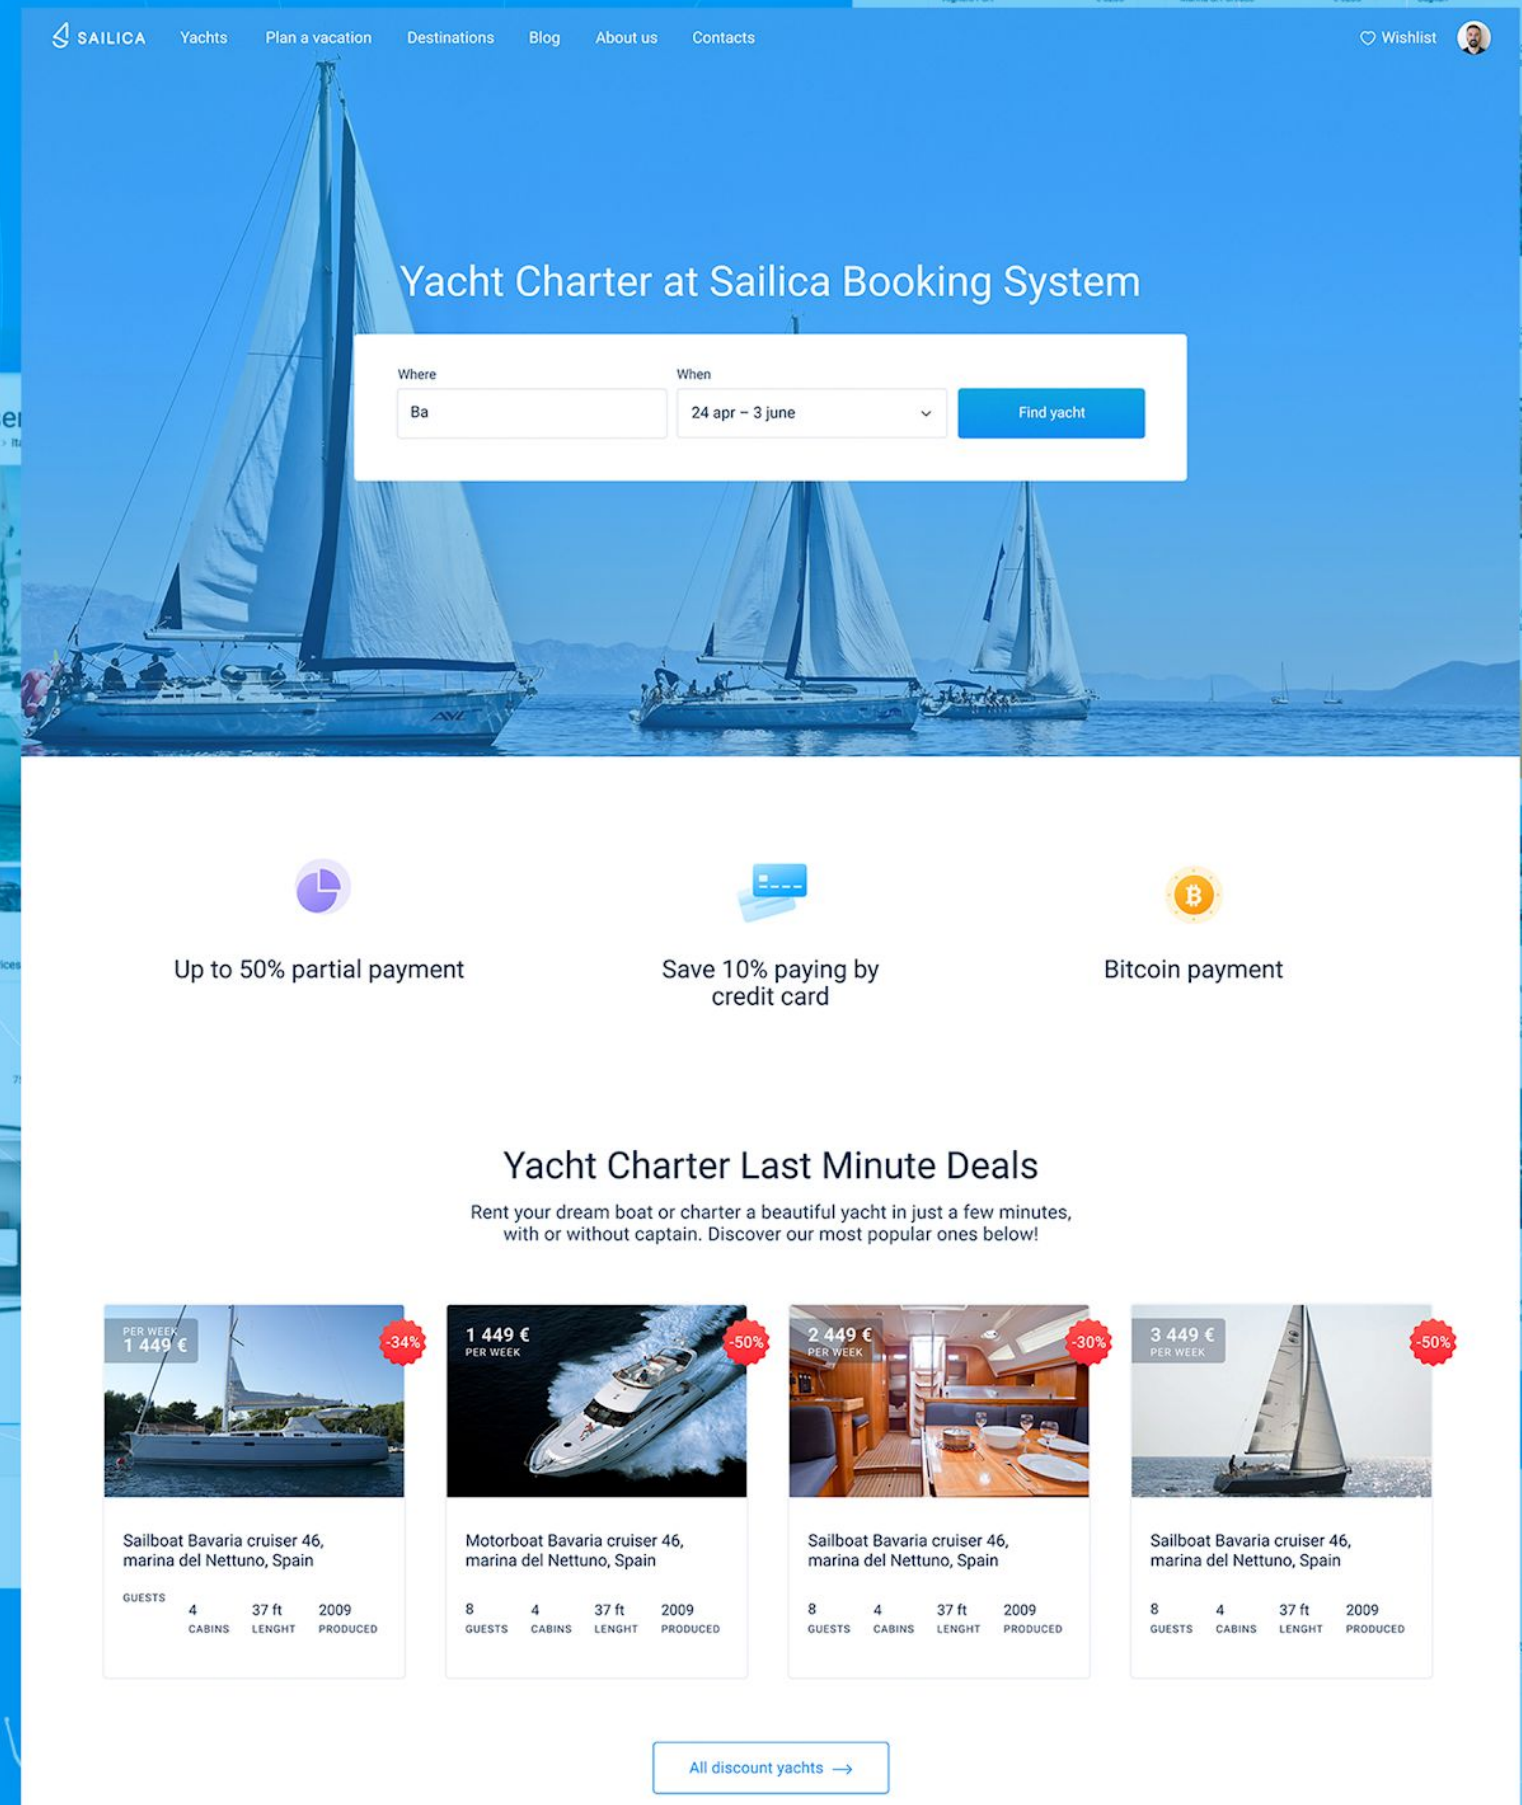 SAILICA
Yachts
Plan a vacation
Destinations
Blog
About us
Contacts
Wishlist
Yacht Charter at Sailica Booking System
Where
When
Ba
24 apr – 3 june
Find yacht
Up to 50% partial payment
Save 10% paying by
credit card
Bitcoin payment
Yacht Charter Last Minute Deals
Rent your dream boat or charter a beautiful yacht in just a few minutes,
with or without captain. Discover our most popular ones below!
PER WEEK
1 449 €
-34%
Sailboat Bavaria cruiser 46,
marina del Nettuno, Spain
GUESTS
4
CABINS
37 ft
LENGHT
2009
PRODUCED
1 449 €
PER WEEK
-50%
Motorboat Bavaria cruiser 46,
marina del Nettuno, Spain
8
GUESTS
4
CABINS
37 ft
LENGHT
2009
PRODUCED
2 449 €
PER WEEK
-30%
Sailboat Bavaria cruiser 46,
marina del Nettuno, Spain
8
GUESTS
4
CABINS
37 ft
LENGHT
2009
PRODUCED
3 449 €
PER WEEK
-50%
Sailboat Bavaria cruiser 46,
marina del Nettuno, Spain
8
GUESTS
4
CABINS
37 ft
LENGHT
2009
PRODUCED
All discount yachts →